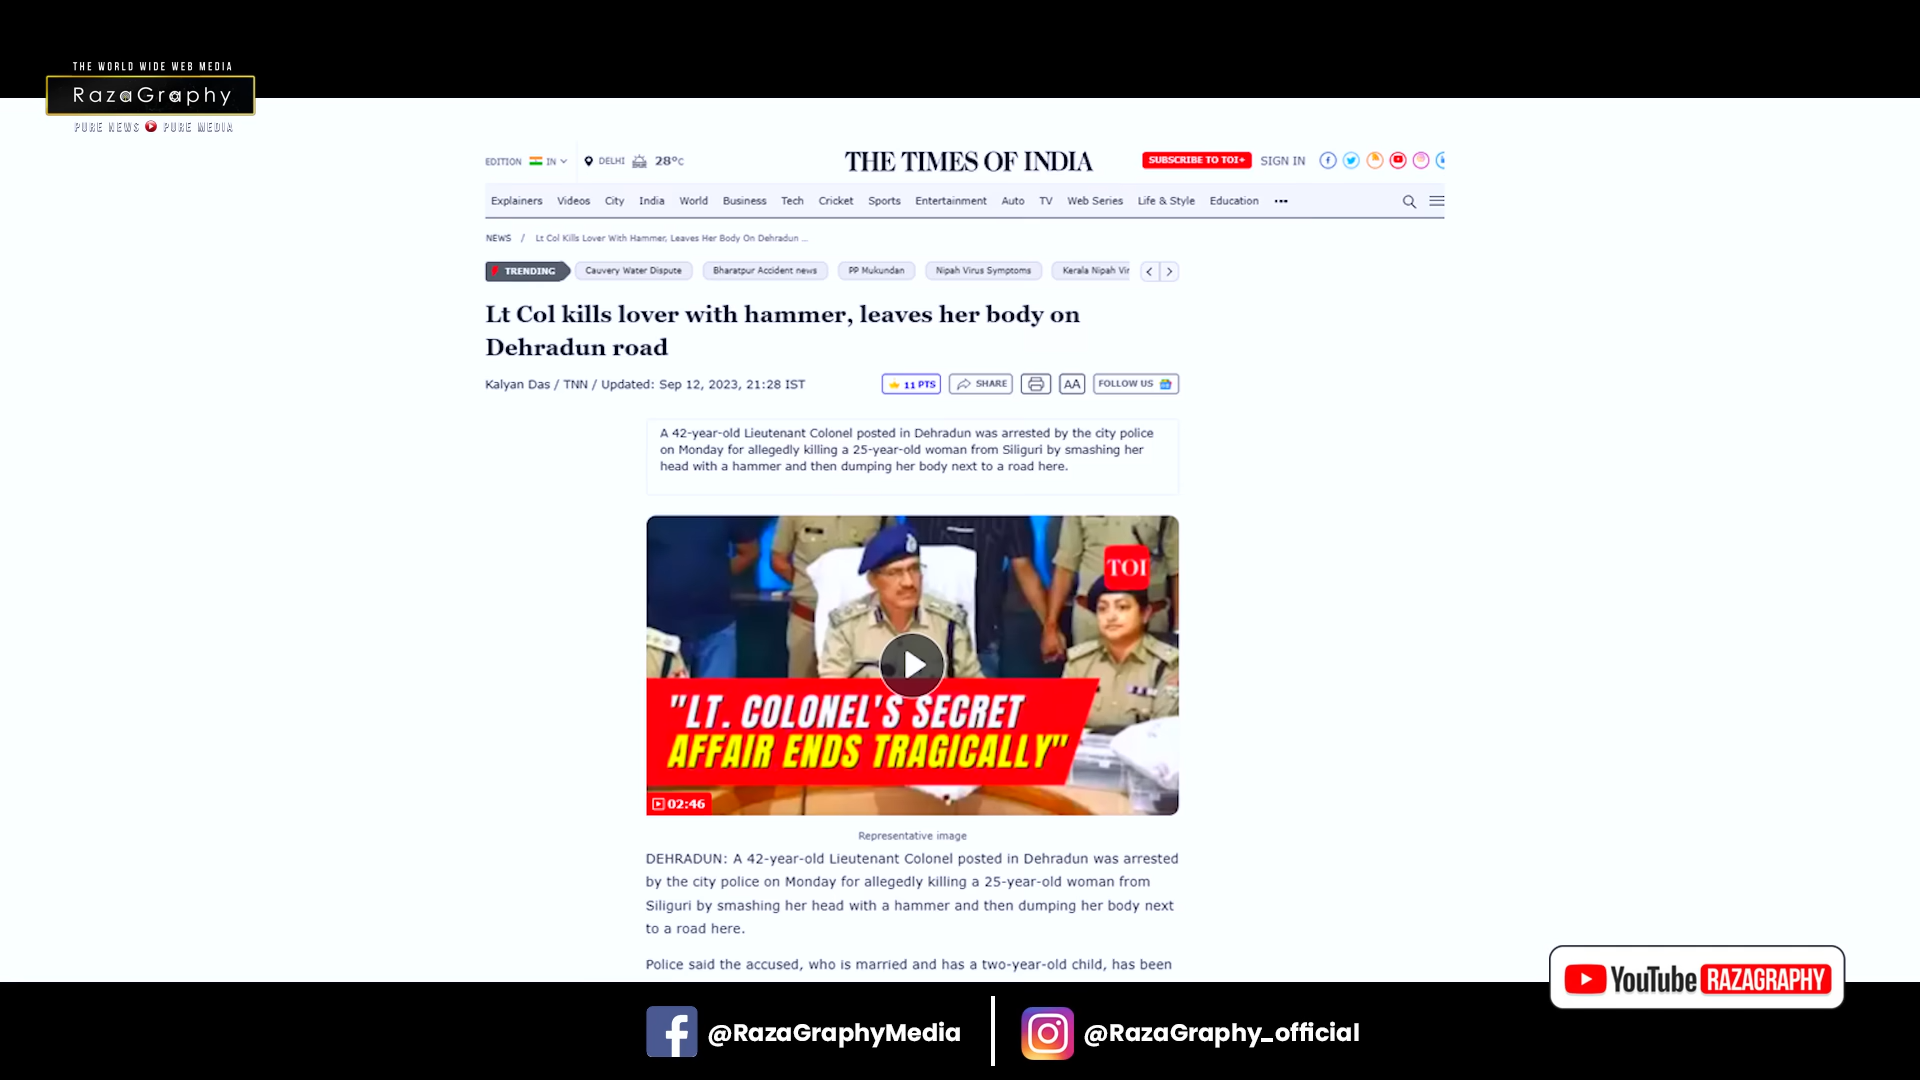 THE WORLD WIDE WEB MEDIA
RazaGraphy
PURE NEWS PURE MEDIA
EDITION IN DELHI 28°C
THE TIMES OF INDIA
SUBSCRIBE TO TOI+ SIGN IN
Explainers Videos City India World Business Tech Cricket Sports Entertainment Auto TV Web Series Life & Style Education •••
NEWS / Lt Col Kills Lover With Hammer, Leaves Her Body On Dehradun ...
TRENDING Cauvery Water Dispute Bharatpur Accident news PP Mukundan Nipah Virus Symptoms Kerala Nipah Vir
Lt Col kills lover with hammer, leaves her body on
Dehradun road
Kalyan Das / TNN / Updated: Sep 12, 2023, 21:28 IST
11 PTS SHARE AA FOLLOW US
A 42-year-old Lieutenant Colonel posted in Dehradun was arrested by the city police
on Monday for allegedly killing a 25-year-old woman from Siliguri by smashing her
head with a hammer and then dumping her body next to a road here.
TOI
"LT. COLONEL'S SECRET
AFFAIR ENDS TRAGICALLY"
02:46
Representative image
DEHRADUN: A 42-year-old Lieutenant Colonel posted in Dehradun was arrested
by the city police on Monday for allegedly killing a 25-year-old woman from
Siliguri by smashing her head with a hammer and then dumping her body next
to a road here.
Police said the accused, who is married and has a two-year-old child, has been
YouTube RAZAGRAPHY
@RazaGraphyMedia
@RazaGraphy_official